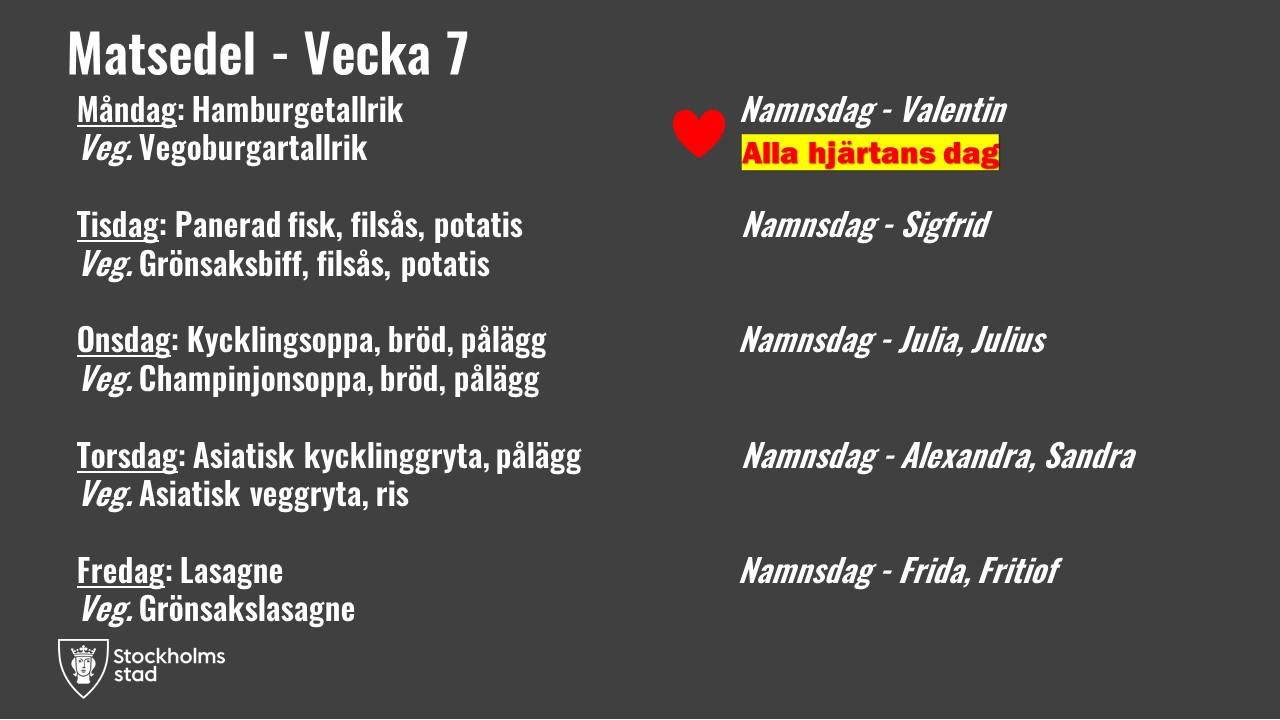 Matsedel - Vecka 7
Måndag: Hamburgetallrik
Veg. Vegoburgartallrik
Namnsdag - Valentin
Alla hjärtans dag
Tisdag: Panerad fisk, filsås, potatis
Veg. Grönsaksbiff, filsås, potatis
Namnsdag - Sigfrid
Onsdag: Kycklingsoppa, bröd, pålägg
Veg. Champinjonsoppa, bröd, pålägg
Namnsdag - Julia, Julius
Torsdag: Asiatisk kycklinggryta, pålägg
Veg. Asiatisk veggryta, ris
Namnsdag - Alexandra, Sandra
Fredag: Lasagne
Veg. Grönsakslasagne
Namnsdag - Frida, Fritiof
Stockholms
stad